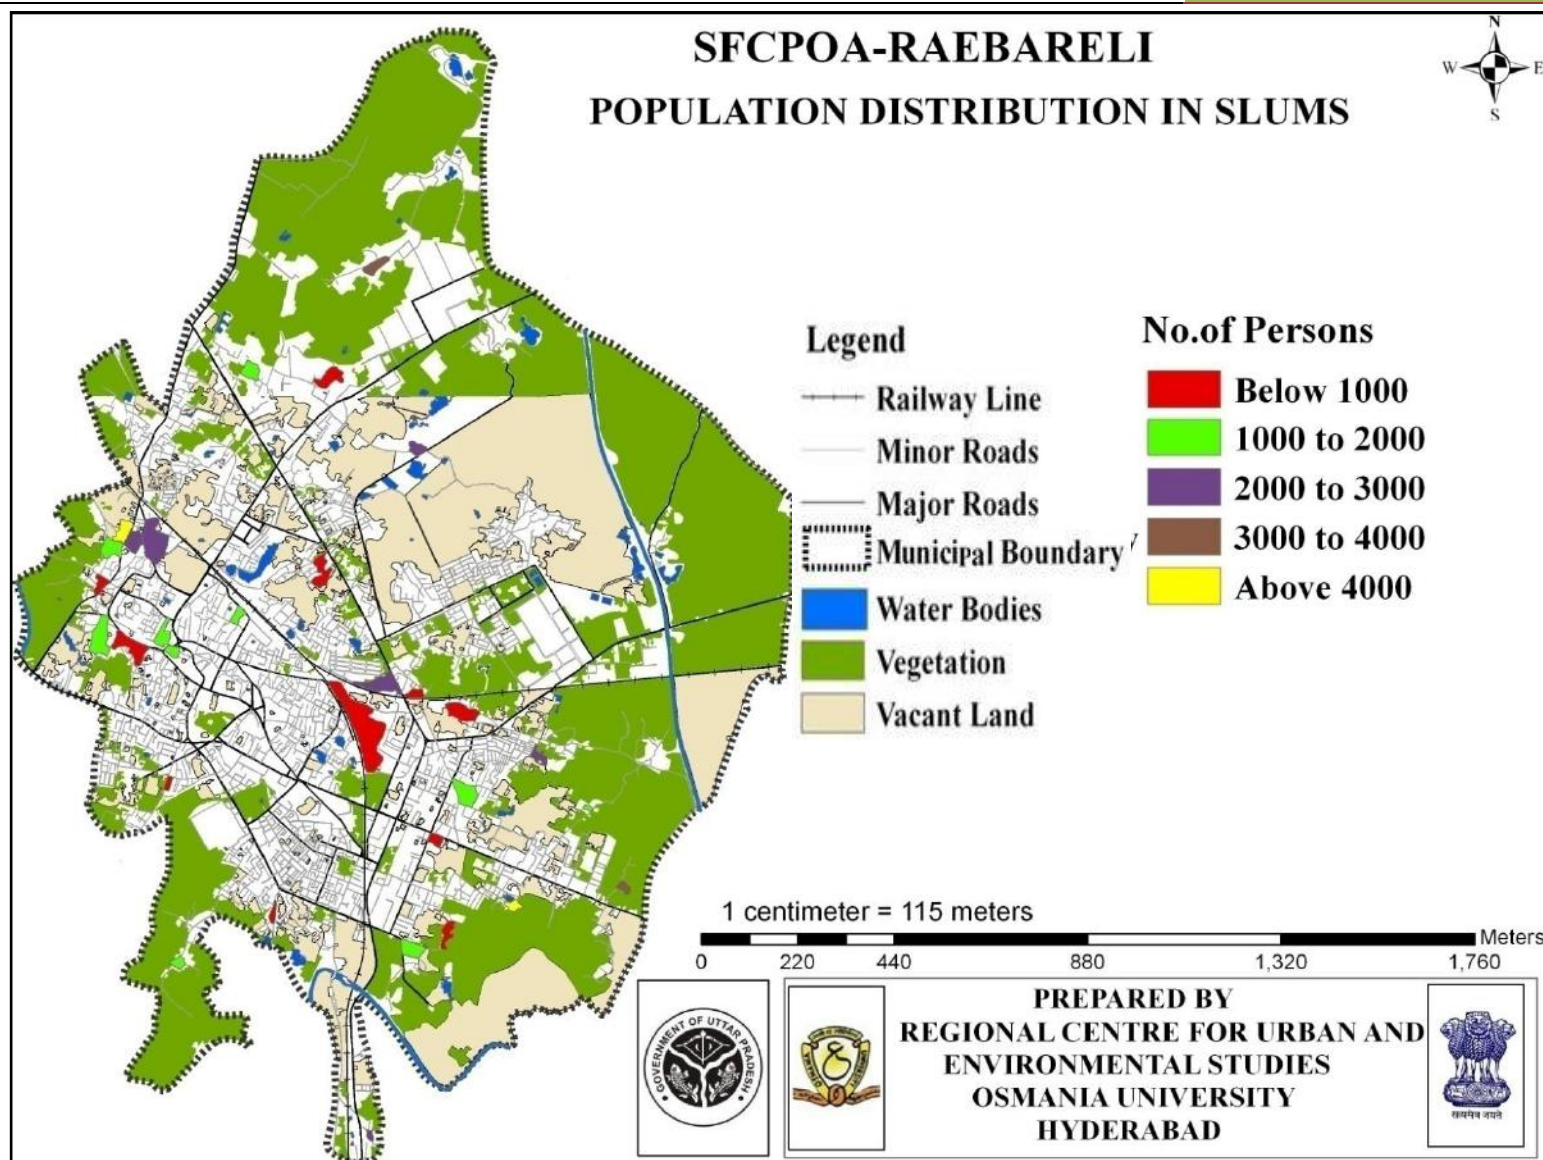 SFCPOA-RAEBARELI
POPULATION DISTRIBUTION IN SLUMS
N
W E
S
Legend
Railway Line
Minor Roads
Major Roads
Municipal Boundary
Water Bodies
Vegetation
Vacant Land
No.of Persons
Below 1000
1000 to 2000
2000 to 3000
3000 to 4000
Above 4000
1 centimeter = 115 meters
Meters
0 220 440 880 1,320 1,760
GOVERNMENT OF UTTAR PRADESH
PREPARED BY
REGIONAL CENTRE FOR URBAN AND
ENVIRONMENTAL STUDIES
OSMANIA UNIVERSITY
HYDERABAD
सत्यमेव जयते